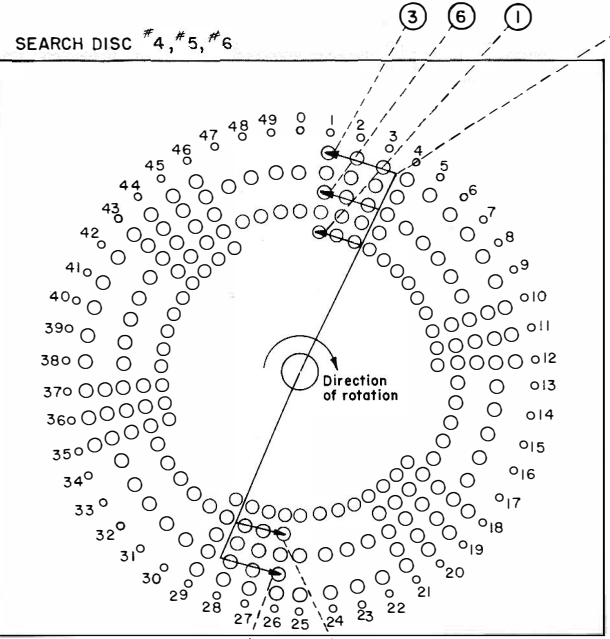 ③ ⑥ ①
SEARCH DISC #4, #5, #6
0 1 2 3 4 5 6 7 8 9 10 11 12 13 14 15 16 17 18 19 20 21 22 23 24 25 26 27 28 29 30 31 32 33 34 35 36 37 38 39 40 41 42 43 44 45 46 47 48 49
Direction
of rotation